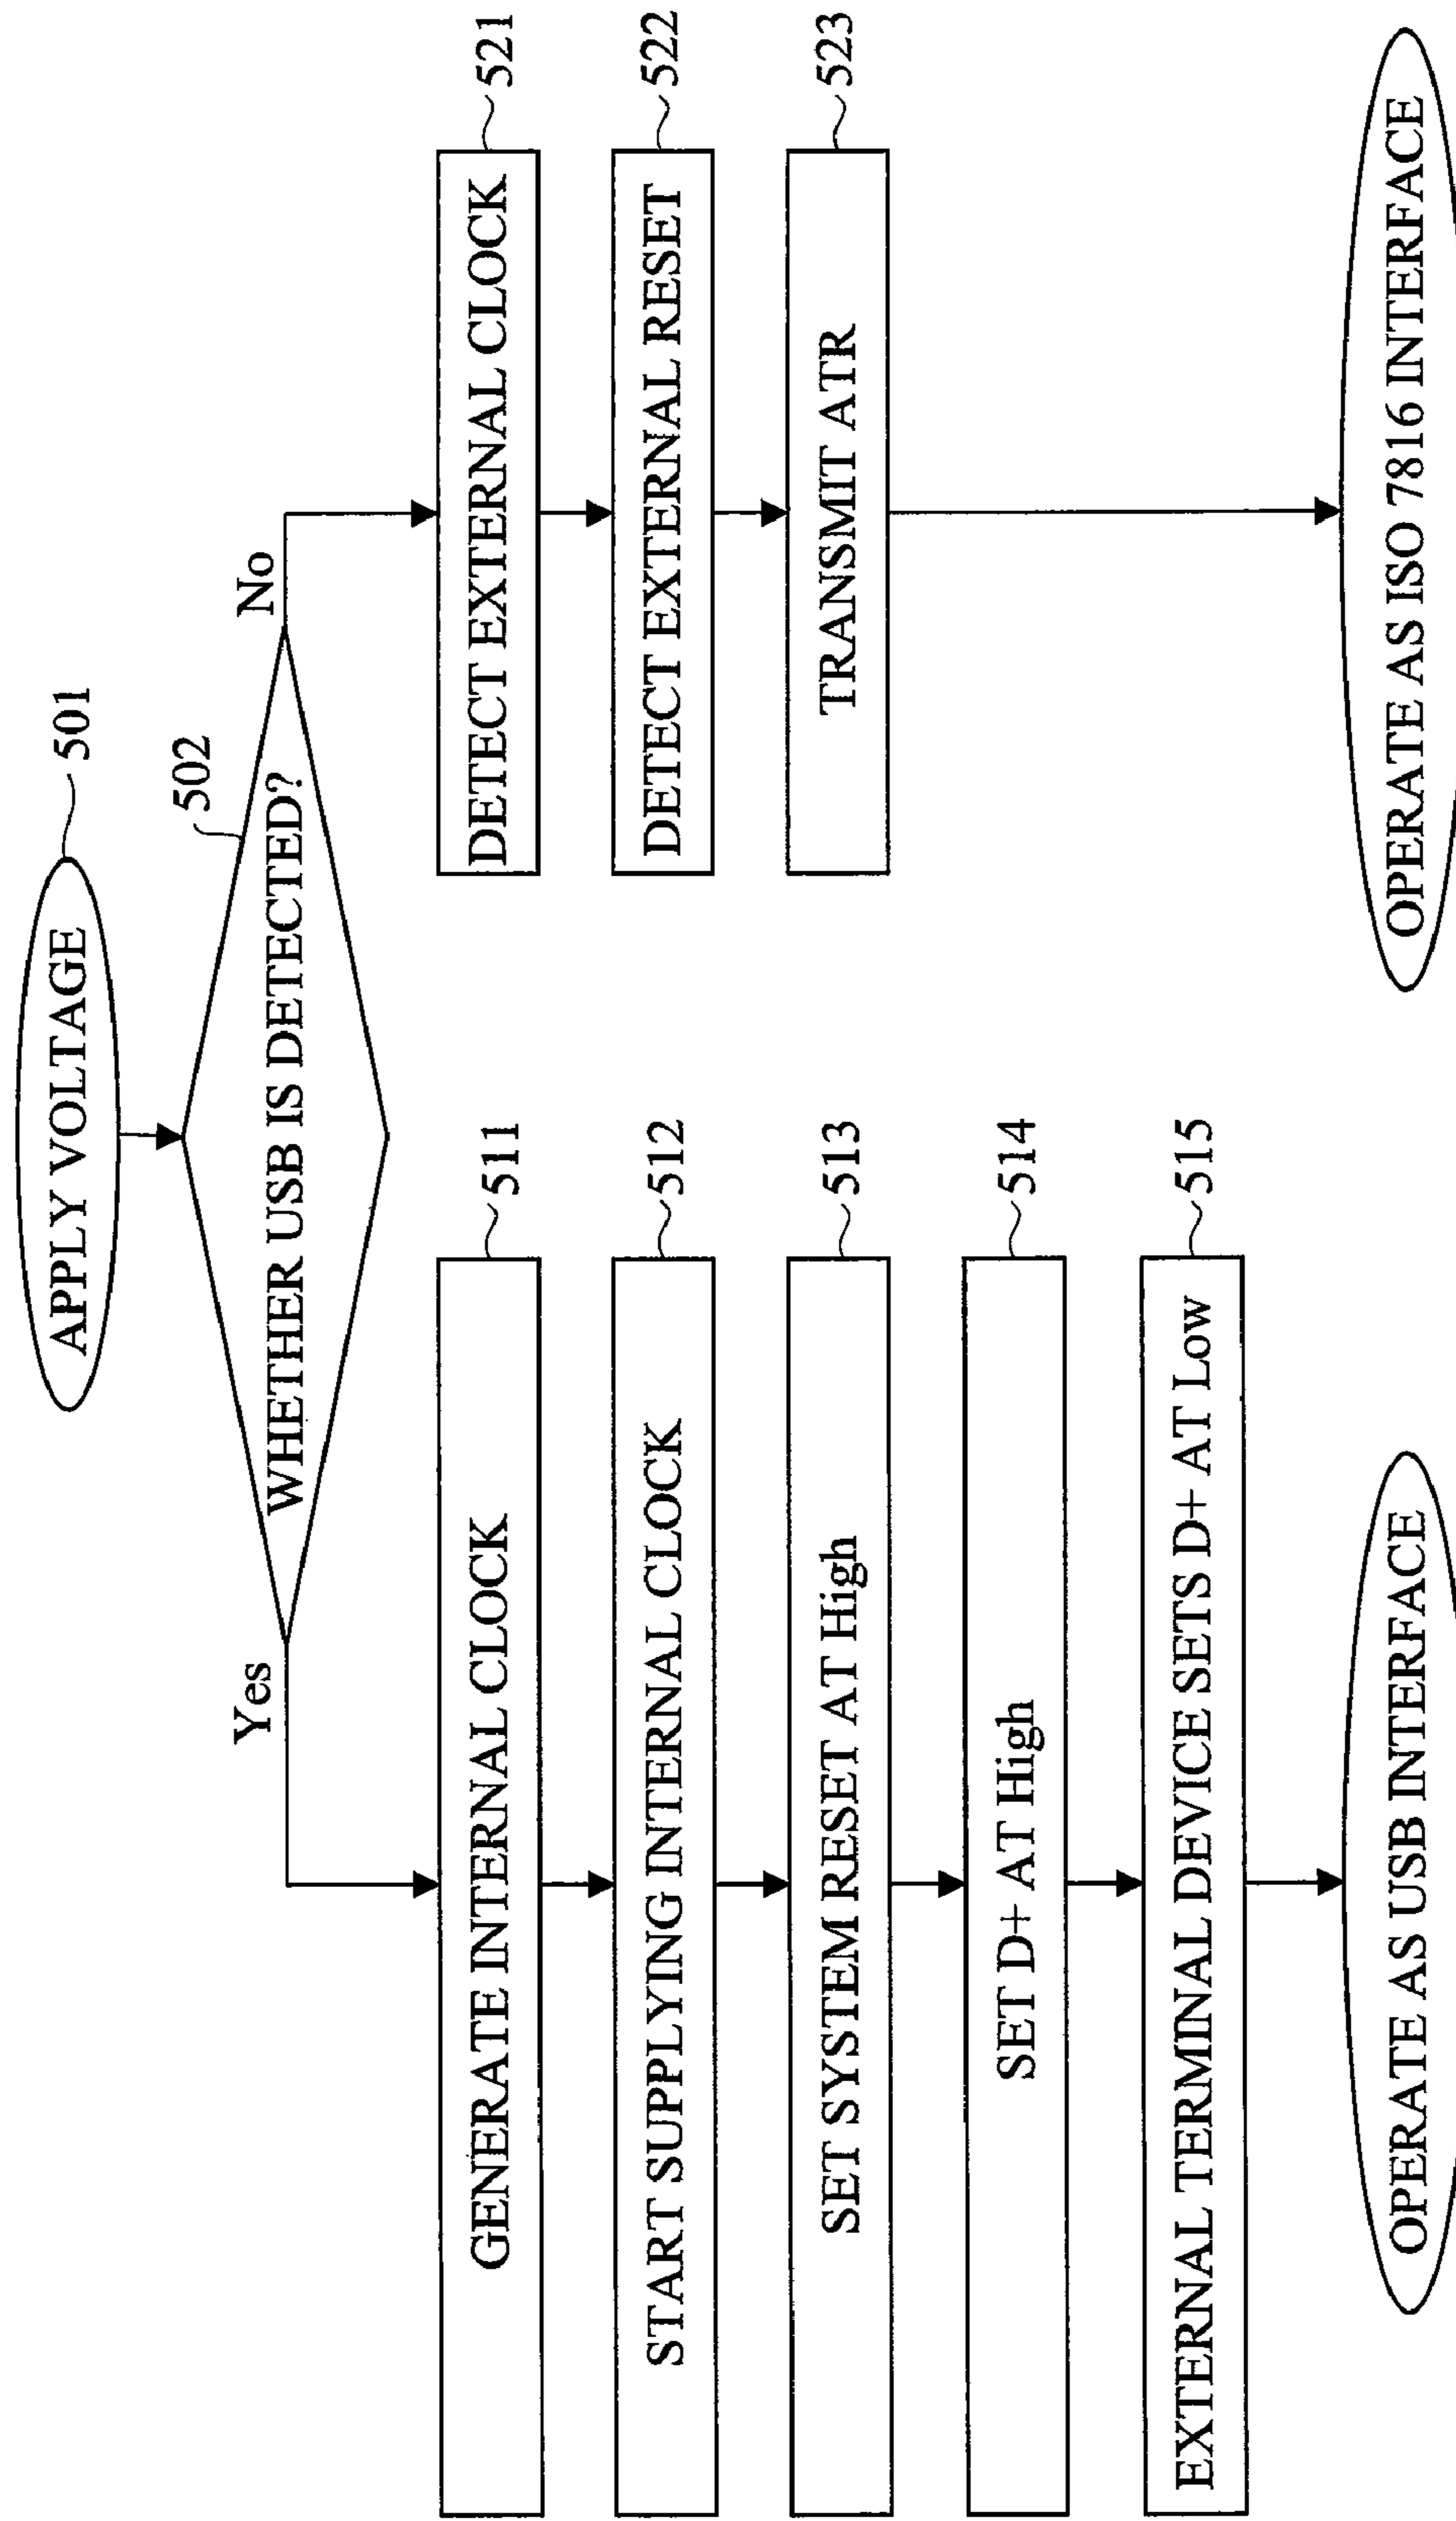 APPLY VOLTAGE
501
502
WHETHER USB IS DETECTED?
Yes
No
GENERATE INTERNAL CLOCK
511
START SUPPLYING INTERNAL CLOCK
512
SET SYSTEM RESET AT High
513
SET D+ AT High
514
EXTERNAL TERMINAL DEVICE SETS D+ AT Low
515
OPERATE AS USB INTERFACE
DETECT EXTERNAL CLOCK
521
DETECT EXTERNAL RESET
522
TRANSMIT ATR
523
OPERATE AS ISO 7816 INTERFACE